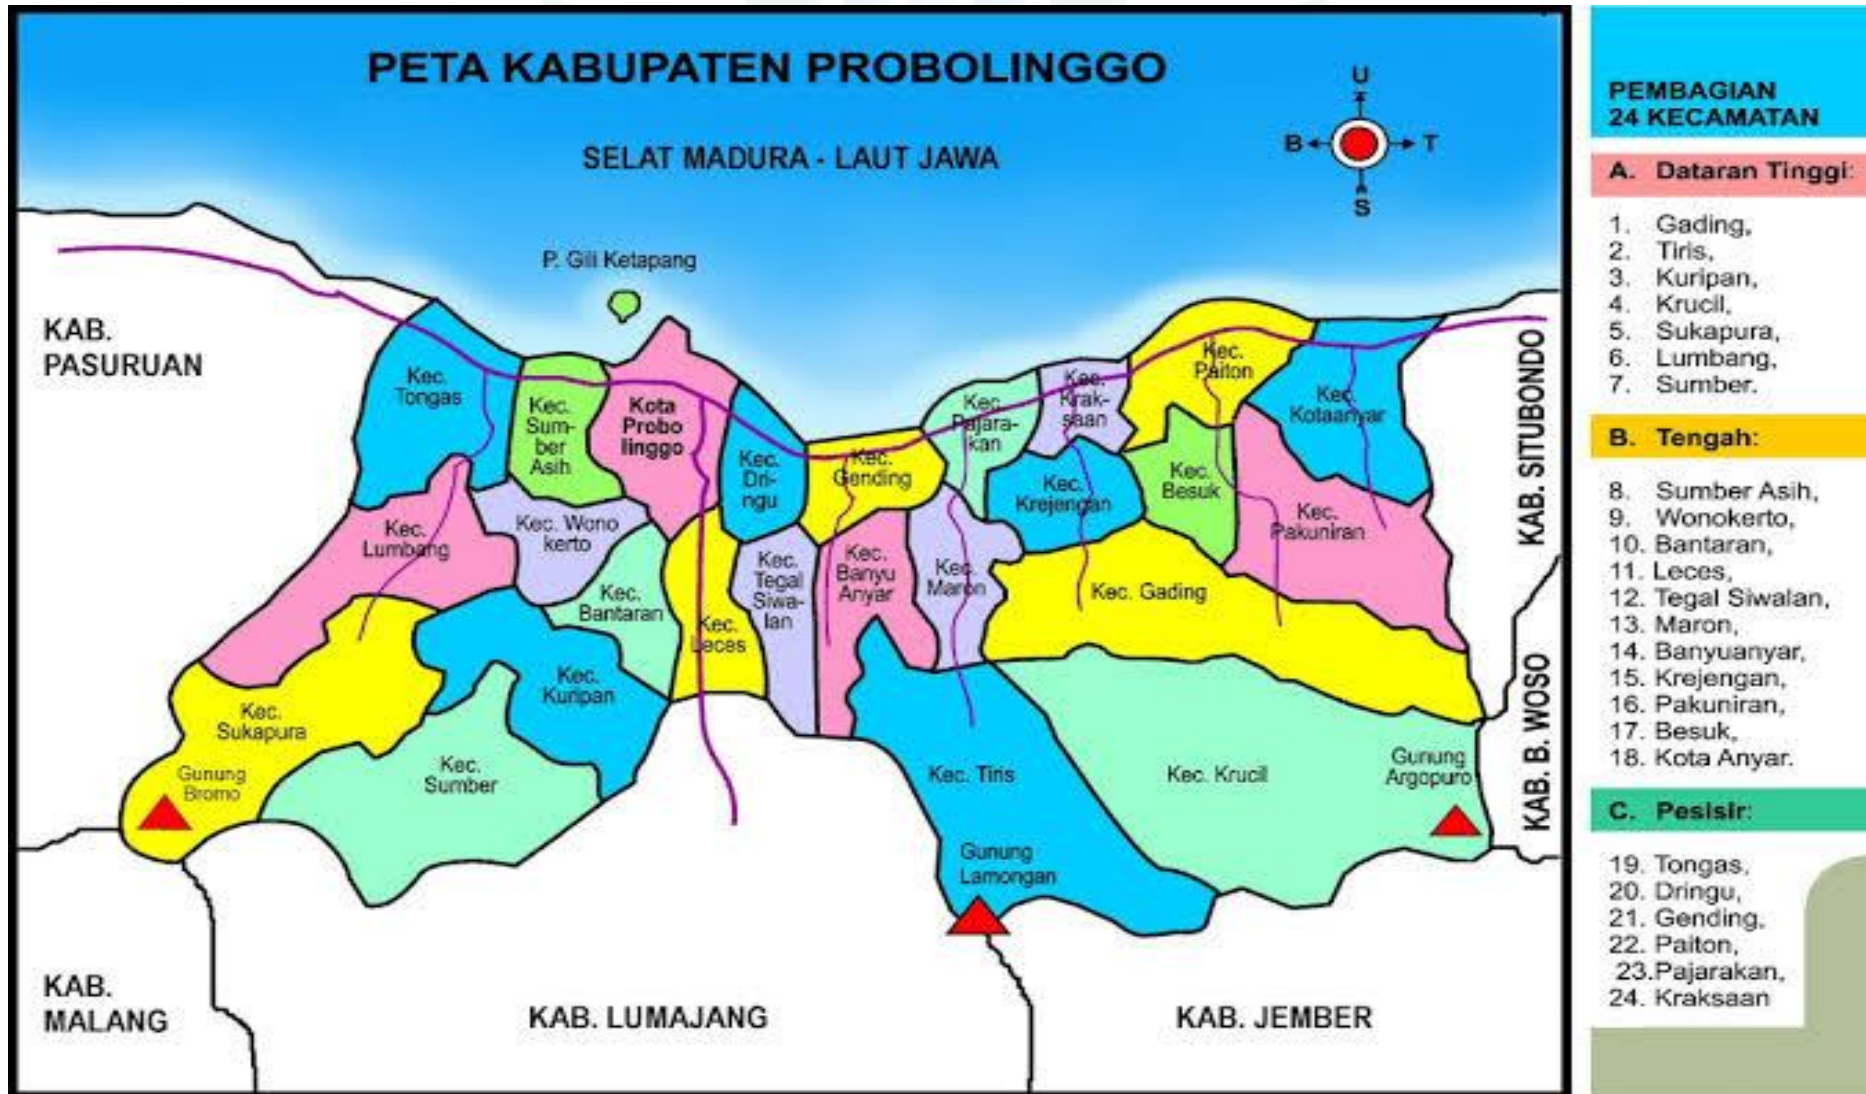 PETA KABUPATEN PROBOLINGGO
SELAT MADURA - LAUT JAWA
U
B
T
S
P. Gili Ketapang
KAB.
PASURUAN
Kec.
Tongas
Kec.
Sum-
ber
Asih
Kota
Probo
linggo
Kec.
Dri-
ngu
Kec.
Gending
Kec.
Pajara-
kan
Kec.
Krak-
saan
Kec.
Paiton
Kec.
Kotaanyar
KAB. SITUBONDO
Kec.
Lumbang
Kec. Wono
kerto
Kec.
Bantaran
Kec.
Leces
Kec.
Tegal
Siwa-
lan
Kec.
Banyu
Anyar
Kec.
Maron
Kec.
Krejengan
Kec.
Besuk
Kec.
Pakuniran
Kec. Gading
Kec.
Sukapura
Gunung
Bromo
Kec.
Kuripan
Kec.
Sumber
Kec. Tiris
Gunung
Lamongan
Kec. Krucil
Gunung
Argopuro
KAB. B. WOSO
KAB.
MALANG
KAB. LUMAJANG
KAB. JEMBER
PEMBAGIAN
24 KECAMATAN
A. Dataran Tinggi:
1. Gading,
2. Tiris,
3. Kuripan,
4. Krucil,
5. Sukapura,
6. Lumbang,
7. Sumber.
B. Tengah:
8. Sumber Asih,
9. Wonokerto,
10. Bantaran,
11. Leces,
12. Tegal Siwalan,
13. Maron,
14. Banyuanyar,
15. Krejengan,
16. Pakuniran,
17. Besuk,
18. Kota Anyar.
C. Pesisir:
19. Tongas,
20. Dringu,
21. Gending,
22. Paiton,
23.Pajarakan,
24. Kraksaan